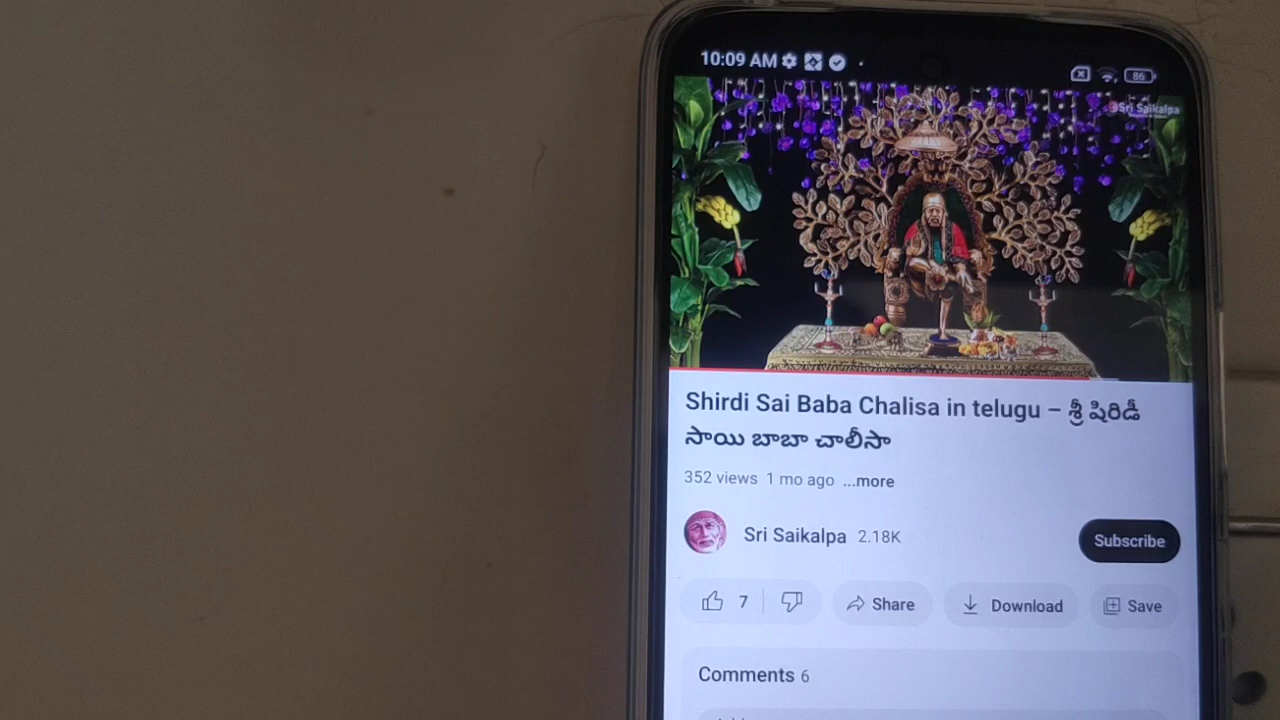 10:09 AM
86
Sri Saikalpa
Shirdi Sai Baba Chalisa in telugu – శ్రీ షిరిడీ
సాయి బాబా చాలీసా
352 views 1 mo ago ...more
Sri Saikalpa 2.18K
Subscribe
7
Share
Download
Save
Comments 6